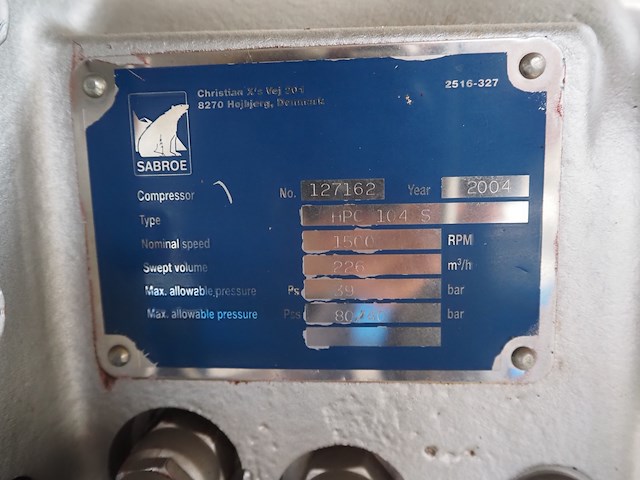 Christian X's Vej 201
8270 Højbjerg, Denmark
2516-327
SABROE
Compressor No. 127162 Year 2004
Type HPC 104 S
Nominal speed 1500 RPM
Swept volume 226 m³/h
Max. allowable pressure Ps 39 bar
Max. allowable pressure Pss bar